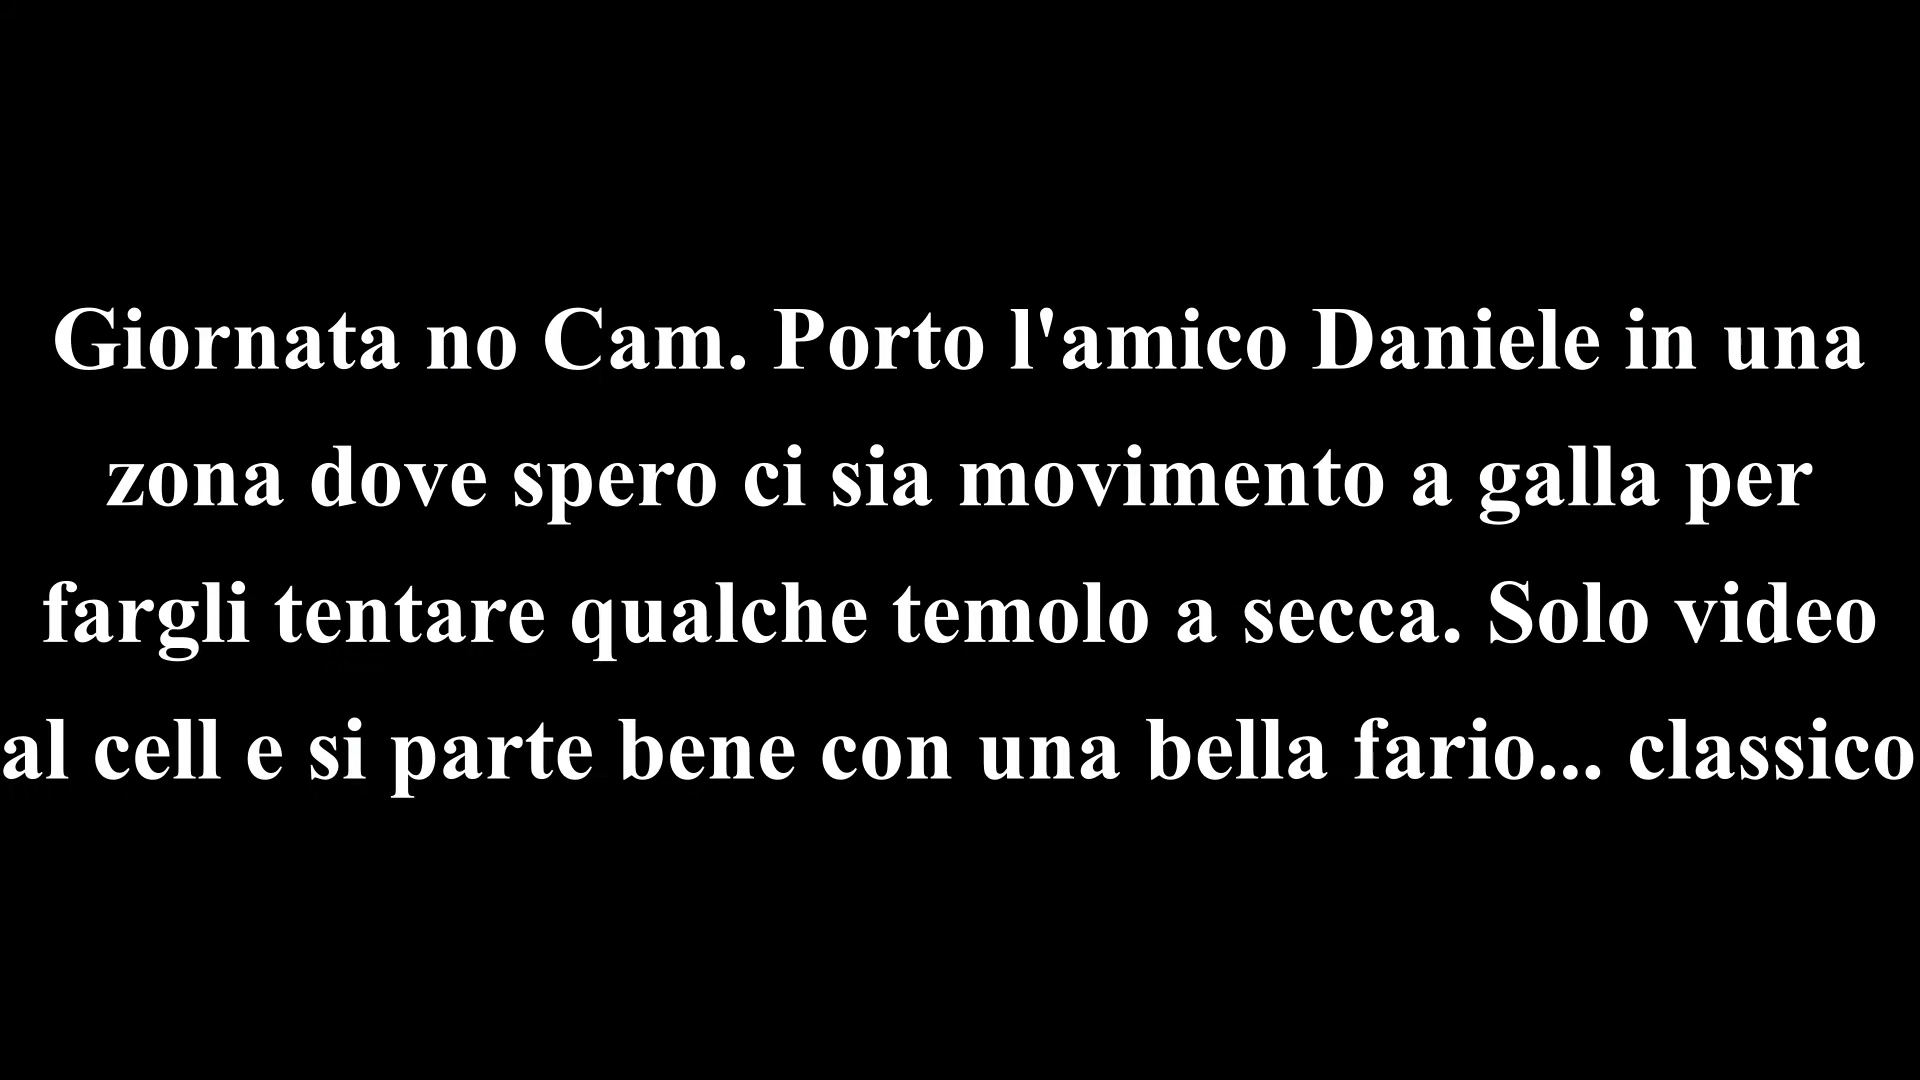 Giornata no Cam. Porto l'amico Daniele in una
zona dove spero ci sia movimento a galla per
fargli tentare qualche temolo a secca. Solo video
al cell e si parte bene con una bella fario... classico